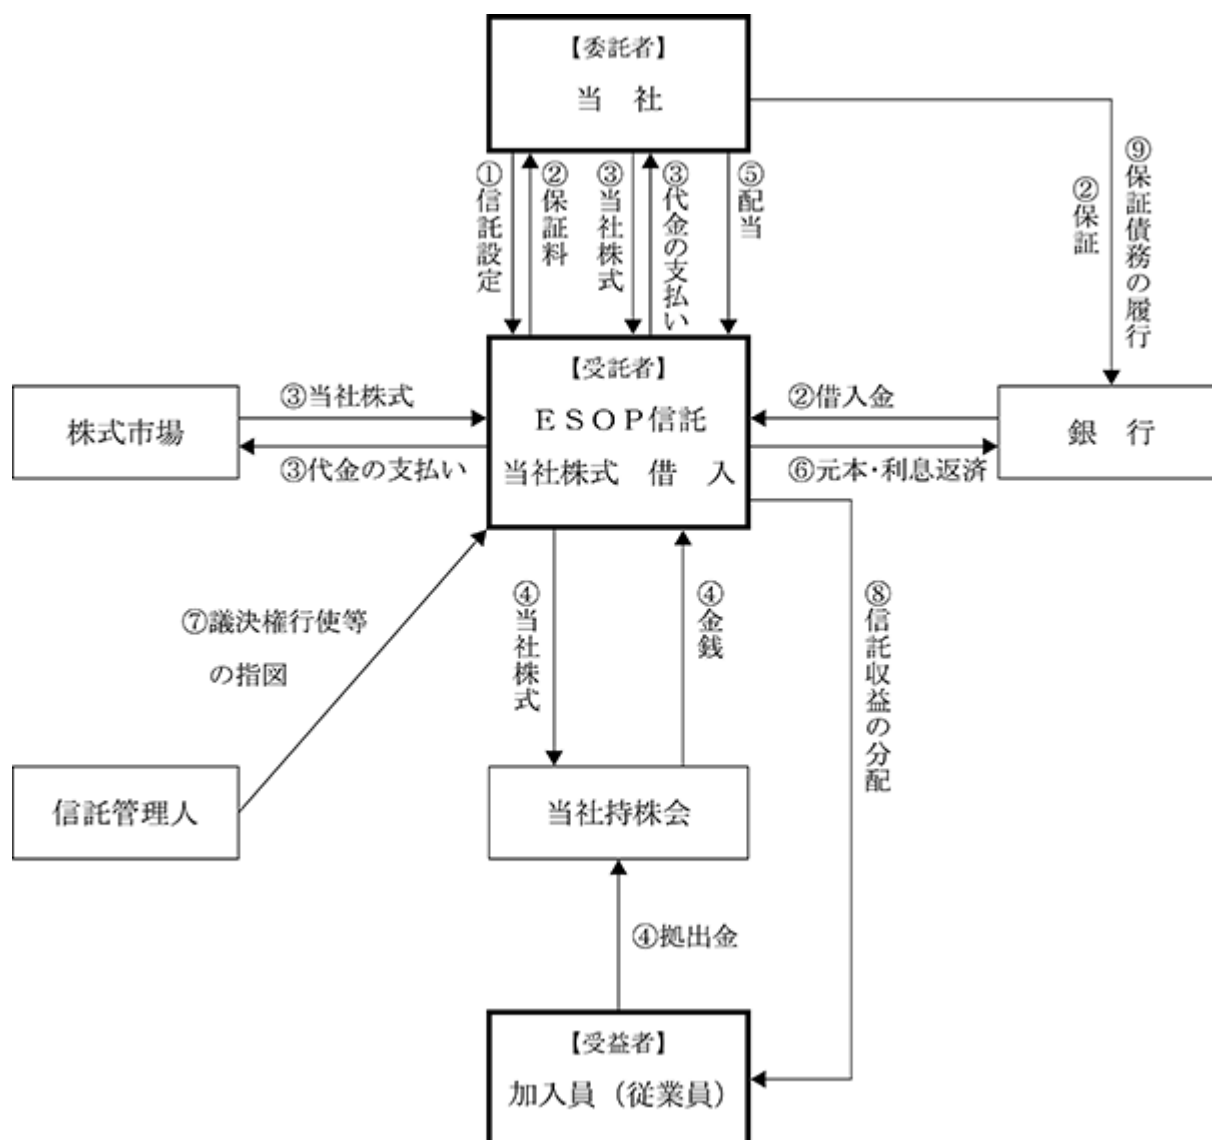 【委託者】
当　社
①信託設定
②保証料
③当社株式
③代金の支払い
⑤配当
②保証
⑨保証債務の履行
株式市場
③当社株式
③代金の支払い
【受託者】
ＥＳＯＰ信託
当社株式　借　入
②借入金
⑥元本・利息返済
銀　行
⑦議決権行使等
の指図
④当社株式
④金銭
⑧信託収益の分配
信託管理人
当社持株会
④拠出金
【受益者】
加入員（従業員）